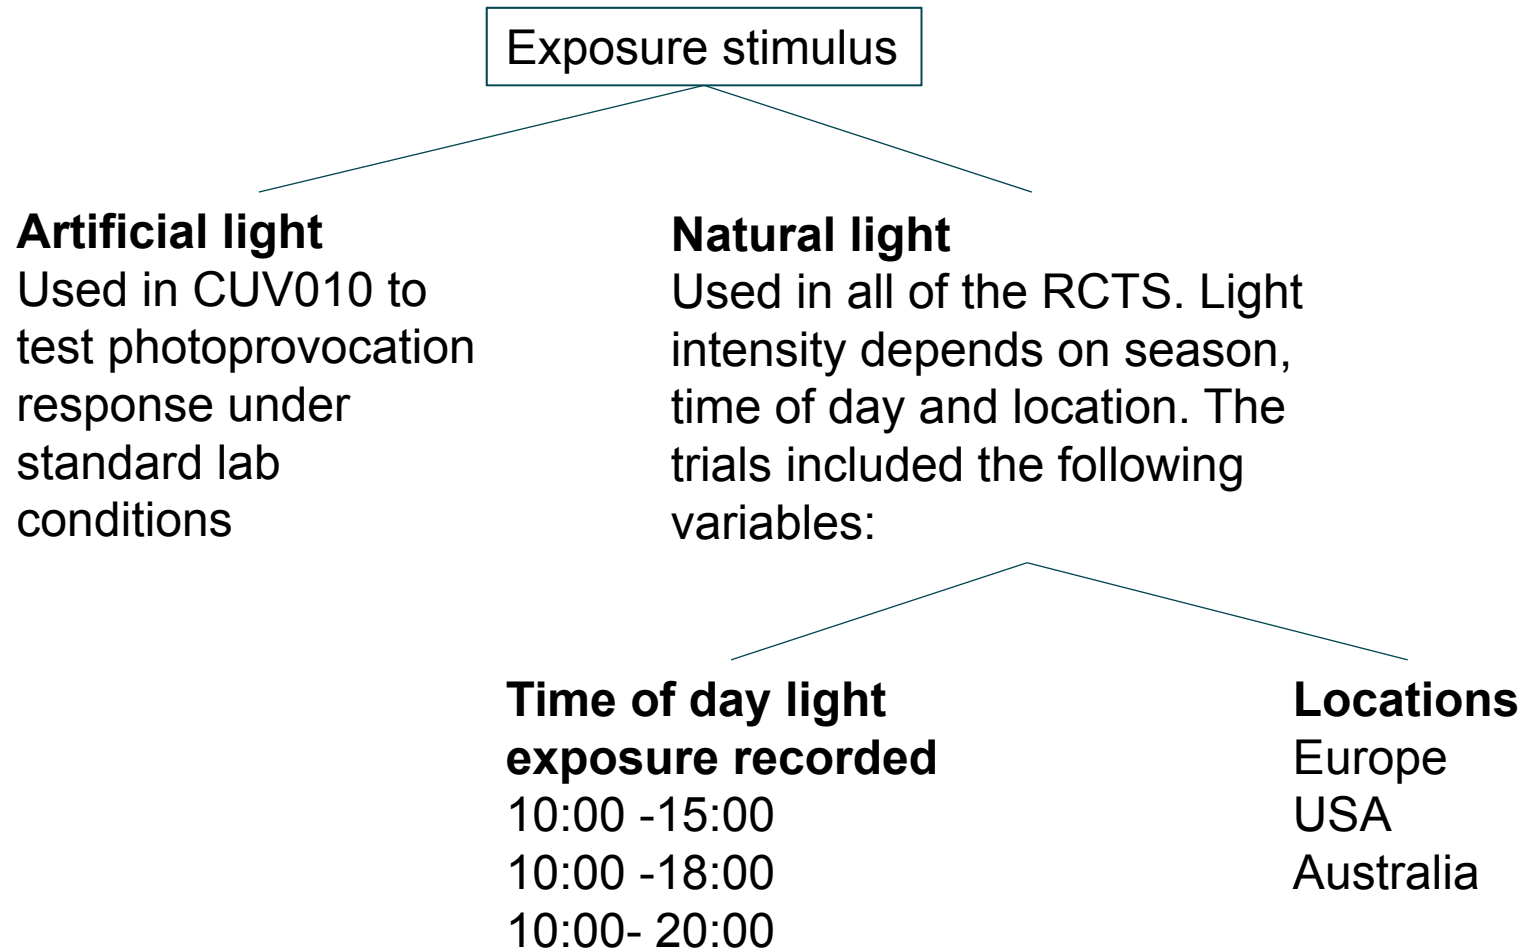 Exposure stimulus
Artificial light
Used in CUV010 to
test photoprovocation
response under
standard lab
conditions
Natural light
Used in all of the RCTS. Light
intensity depends on season,
time of day and location. The
trials included the following
variables:
Time of day light
exposure recorded
10:00 -15:00
10:00 -18:00
10:00- 20:00
Locations
Europe
USA
Australia